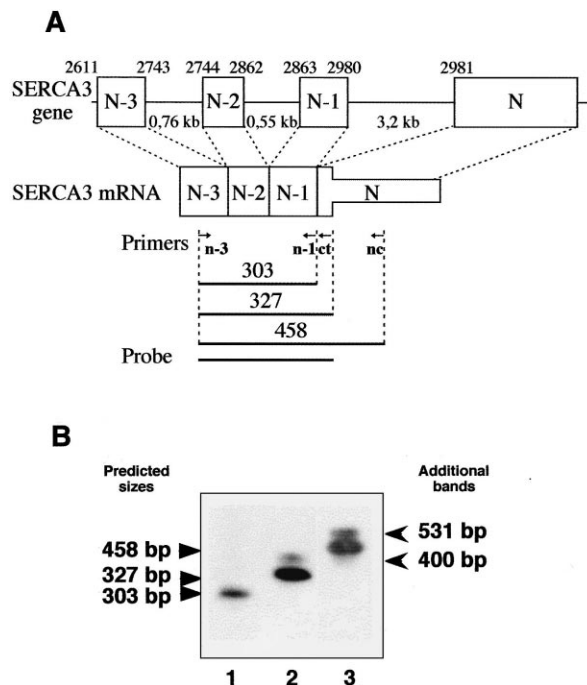 A
2611 2743 2744 2862 2863 2980 2981
SERCA3 gene
N-3 N-2 N-1 N
0,76 kb 0,55 kb 3,2 kb
SERCA3 mRNA
N-3 N-2 N-1 N
Primers
n-3 n-1 ct nc
303
327
458
Probe
B
Predicted sizes
Additional bands
458 bp
327 bp
303 bp
531 bp
400 bp
1 2 3